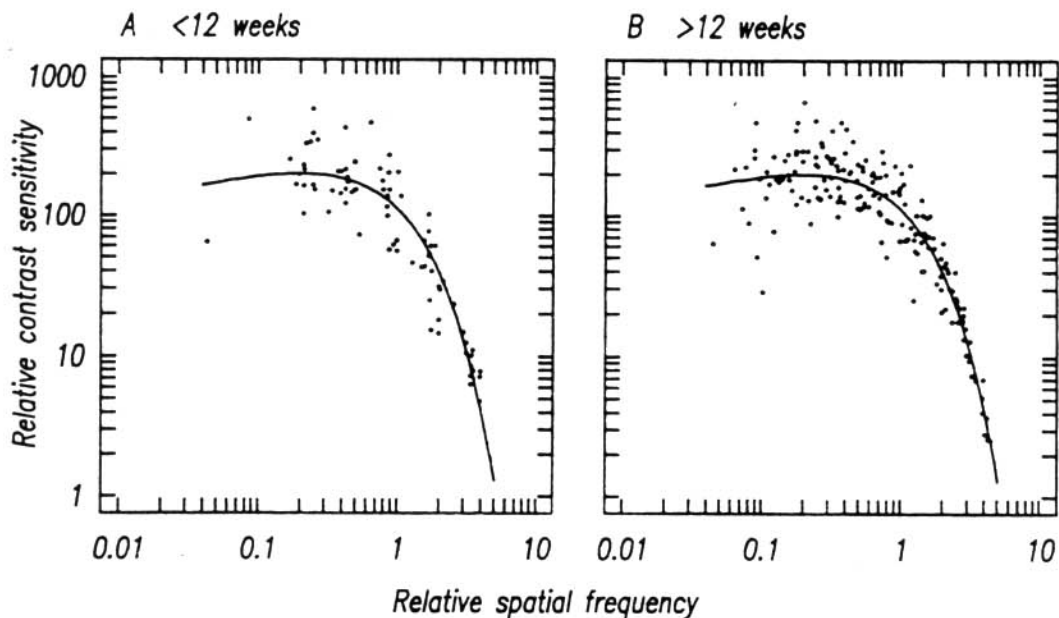 A <12 weeks
B >12 weeks
Relative contrast sensitivity
1000
100
10
1
0.01 0.1 1 10
0.01 0.1 1 10
Relative spatial frequency